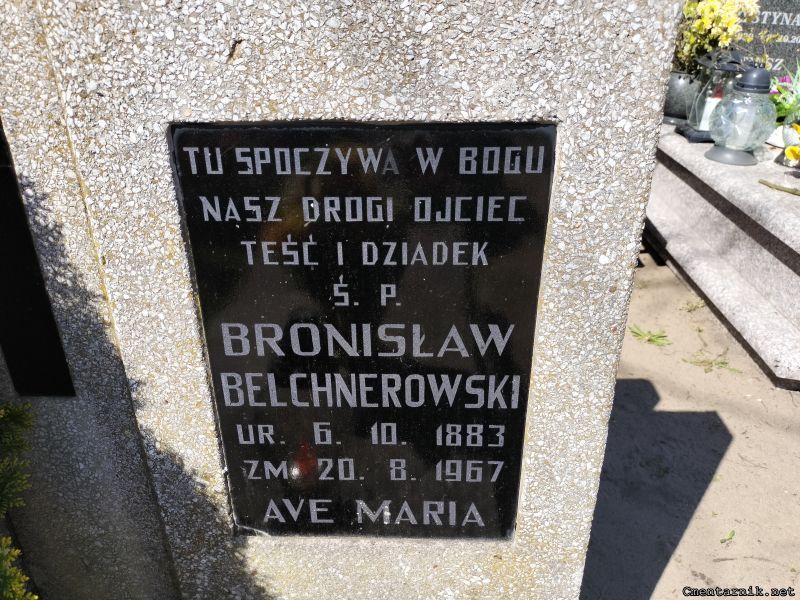 TU SPOCZYWA W BOGU
NASZ DROGI OJCIEC
TEŚĆ I DZIADEK
Ś. P.
BRONISŁAW
BELCHNEROWSKI
UR. 6. 10. 1883
ZM. 20. 8. 1967
AVE MARIA
Cmentarnik.net